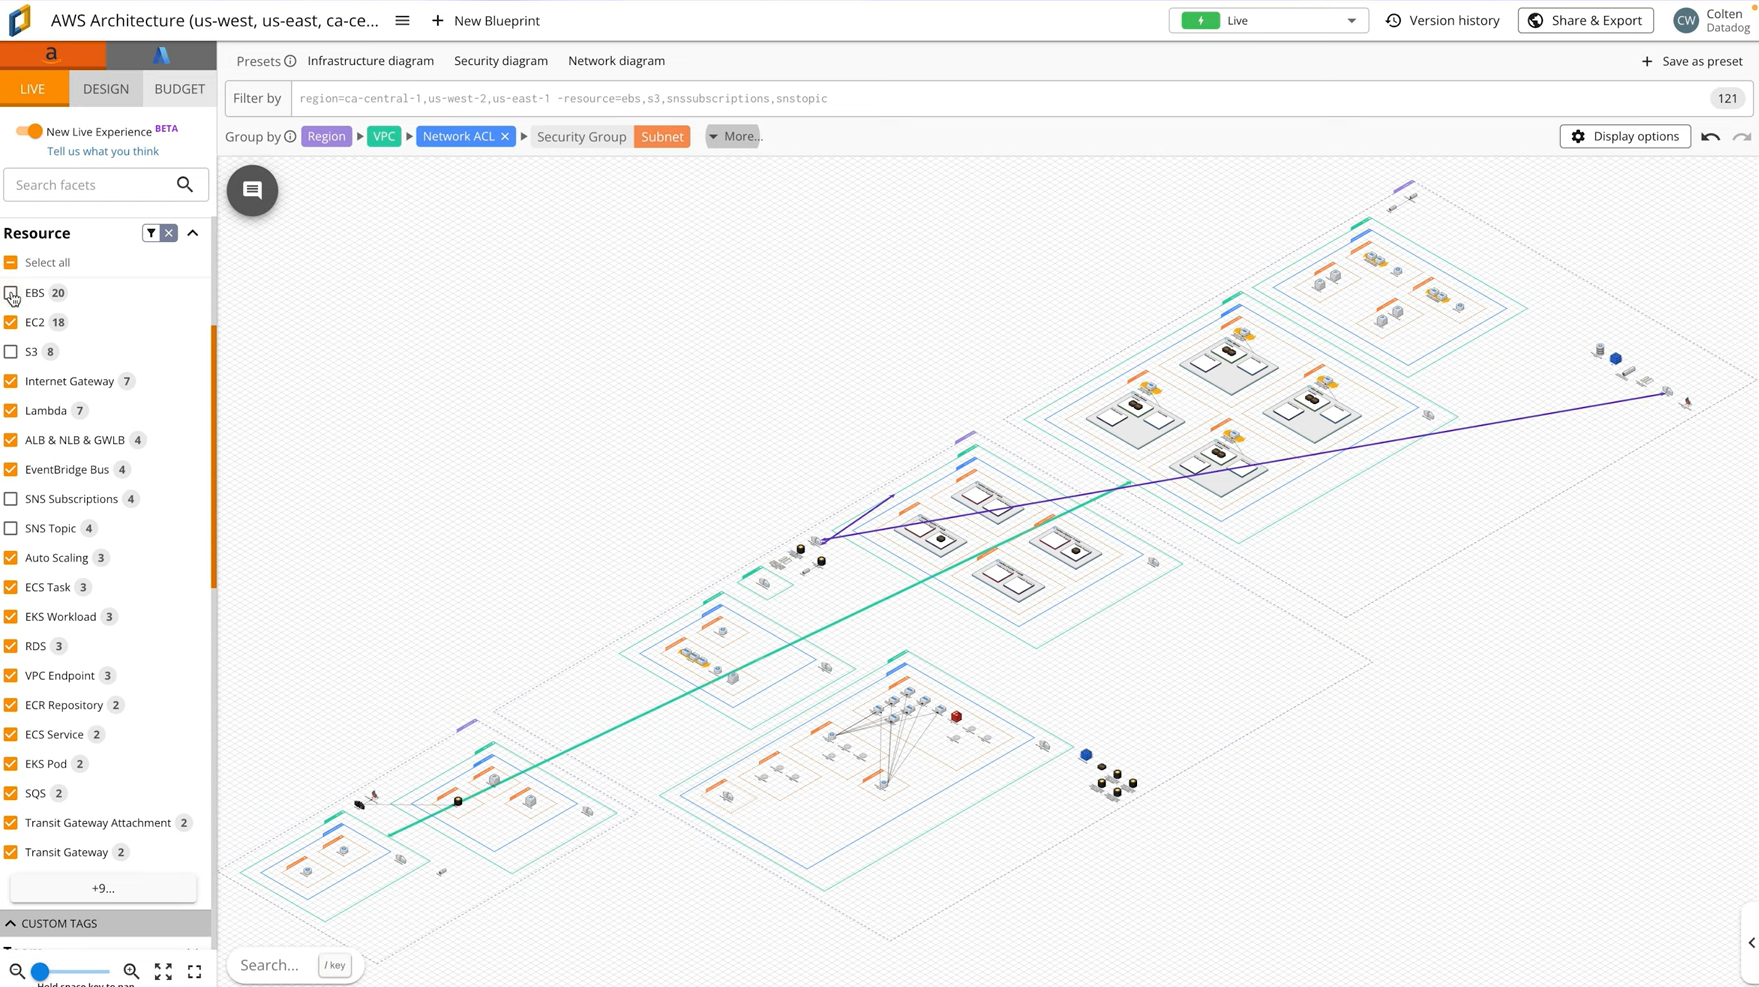 AWS Architecture (us-west, us-east, ca-ce...
+ New Blueprint
Live
Version history
Share & Export
CW
Colten
Datadog
a
LIVE
DESIGN
BUDGET
Presets
Infrastructure diagram
Security diagram
Network diagram
+ Save as preset
Filter by
region=ca-central-1,us-west-2,us-east-1 -resource=ebs,s3,snssubscriptions,snstopic
121
New Live Experience BETA
Tell us what you think
Group by
Region
VPC
Network ACL ×
Security Group
Subnet
More...
Display options
Search facets
Resource
Select all
EBS 20
EC2 18
S3 8
Internet Gateway 7
Lambda 7
ALB & NLB & GWLB 4
EventBridge Bus 4
SNS Subscriptions 4
SNS Topic 4
Auto Scaling 3
ECS Task 3
EKS Workload 3
RDS 3
VPC Endpoint 3
ECR Repository 2
ECS Service 2
EKS Pod 2
SQS 2
Transit Gateway Attachment 2
Transit Gateway 2
+9...
CUSTOM TAGS
Search...
/ key
Hold space key to pan